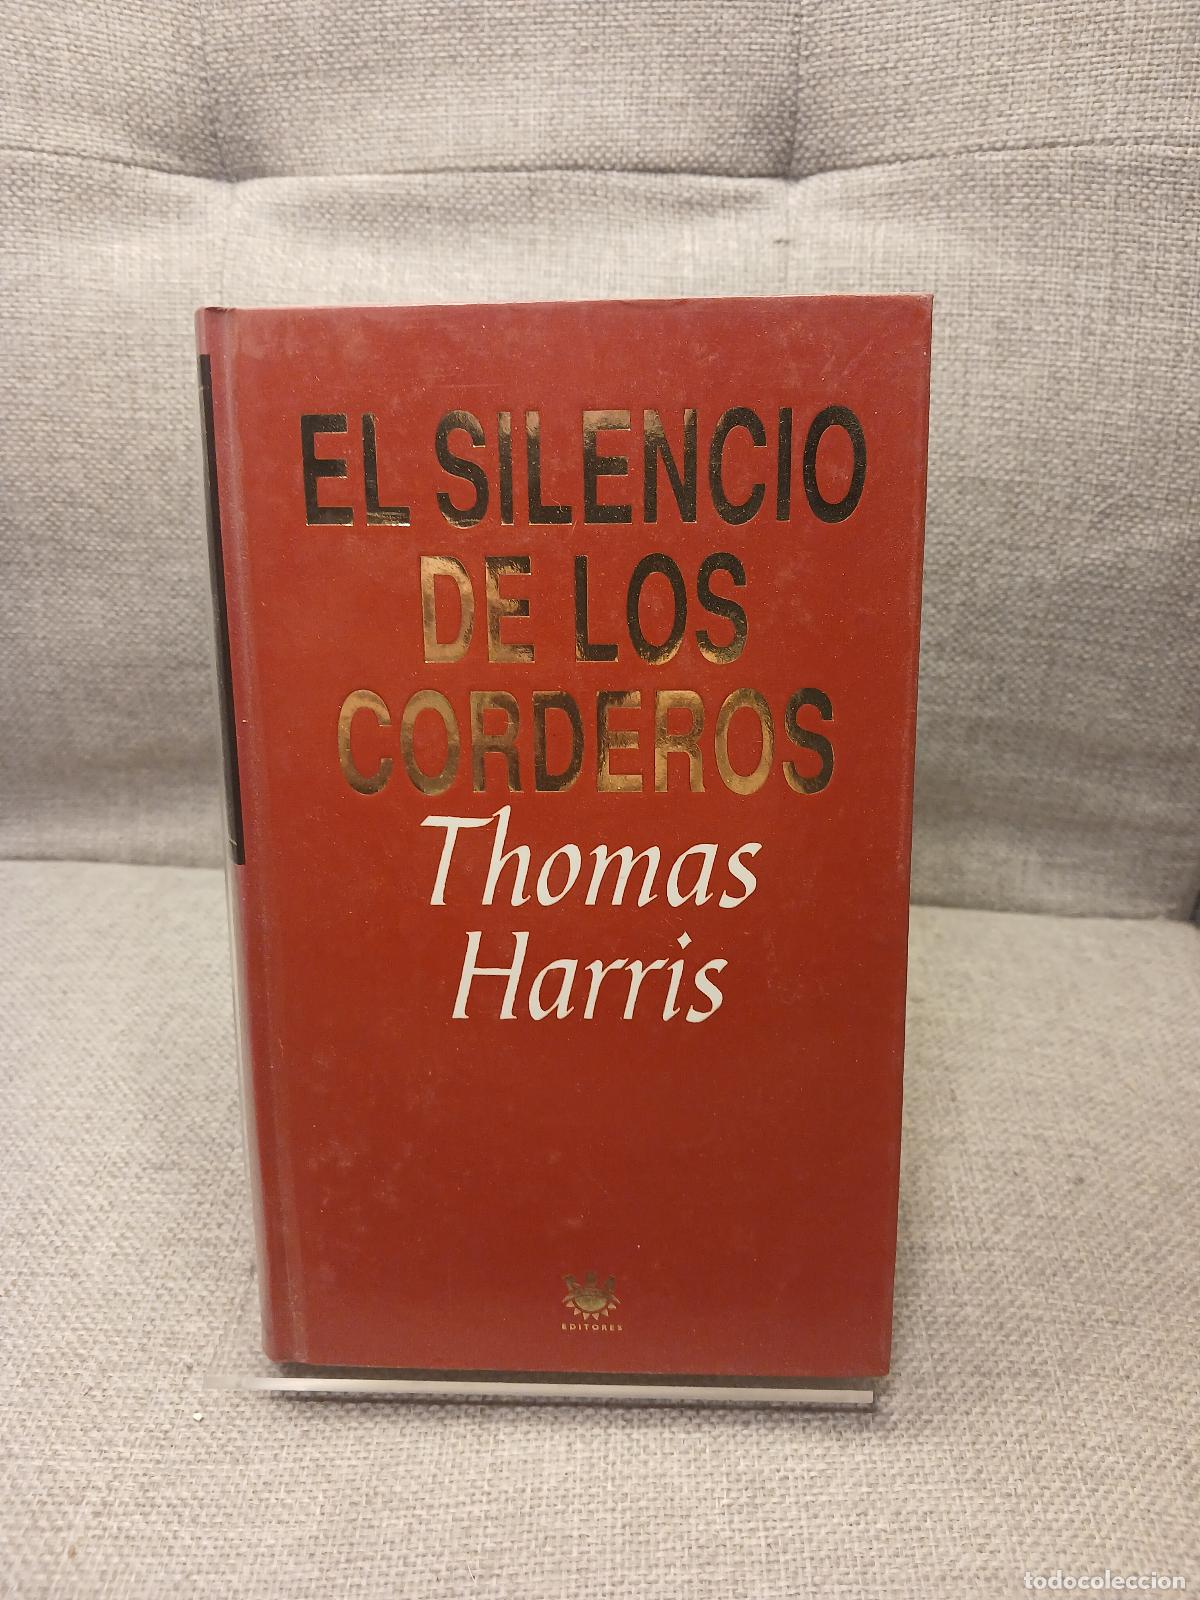 EL SILENCIO
DE LOS
CORDEROS
Thomas
Harris
EDITORES
todocoleccion